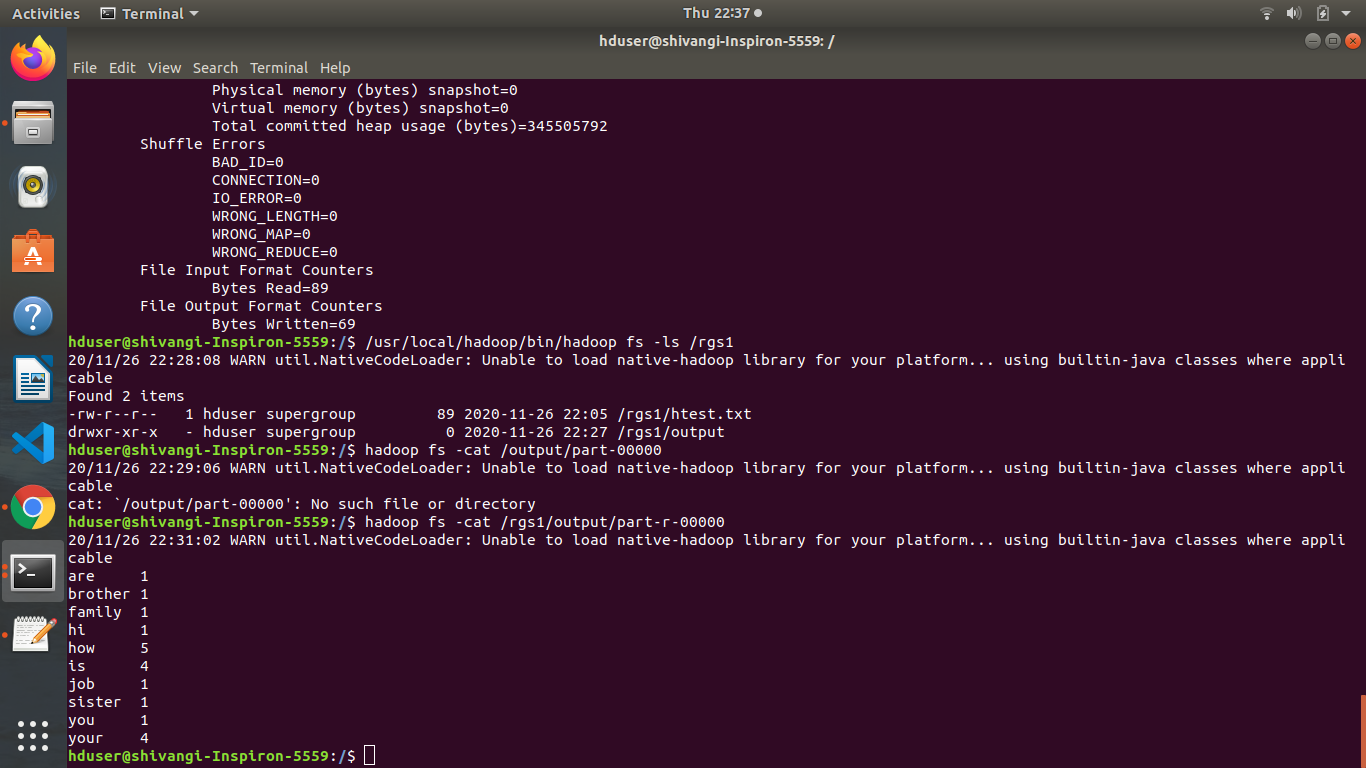 Activities Terminal Thu 22:37
hduser@shivangi-Inspiron-5559: /
File Edit View Search Terminal Help
Physical memory (bytes) snapshot=0
Virtual memory (bytes) snapshot=0
Total committed heap usage (bytes)=345505792
Shuffle Errors
BAD_ID=0
CONNECTION=0
IO_ERROR=0
WRONG_LENGTH=0
WRONG_MAP=0
WRONG_REDUCE=0
File Input Format Counters
Bytes Read=89
File Output Format Counters
Bytes Written=69
hduser@shivangi-Inspiron-5559:/$ /usr/local/hadoop/bin/hadoop fs -ls /rgs1
20/11/26 22:28:08 WARN util.NativeCodeLoader: Unable to load native-hadoop library for your platform... using builtin-java classes where appli
cable
Found 2 items
-rw-r--r--   1 hduser supergroup         89 2020-11-26 22:05 /rgs1/htest.txt
drwxr-xr-x   - hduser supergroup          0 2020-11-26 22:27 /rgs1/output
hduser@shivangi-Inspiron-5559:/$ hadoop fs -cat /output/part-00000
20/11/26 22:29:06 WARN util.NativeCodeLoader: Unable to load native-hadoop library for your platform... using builtin-java classes where appli
cable
cat: `/output/part-00000': No such file or directory
hduser@shivangi-Inspiron-5559:/$ hadoop fs -cat /rgs1/output/part-r-00000
20/11/26 22:31:02 WARN util.NativeCodeLoader: Unable to load native-hadoop library for your platform... using builtin-java classes where appli
cable
are     1
brother 1
family  1
hi      1
how     5
is      4
job     1
sister  1
you     1
your    4
hduser@shivangi-Inspiron-5559:/$